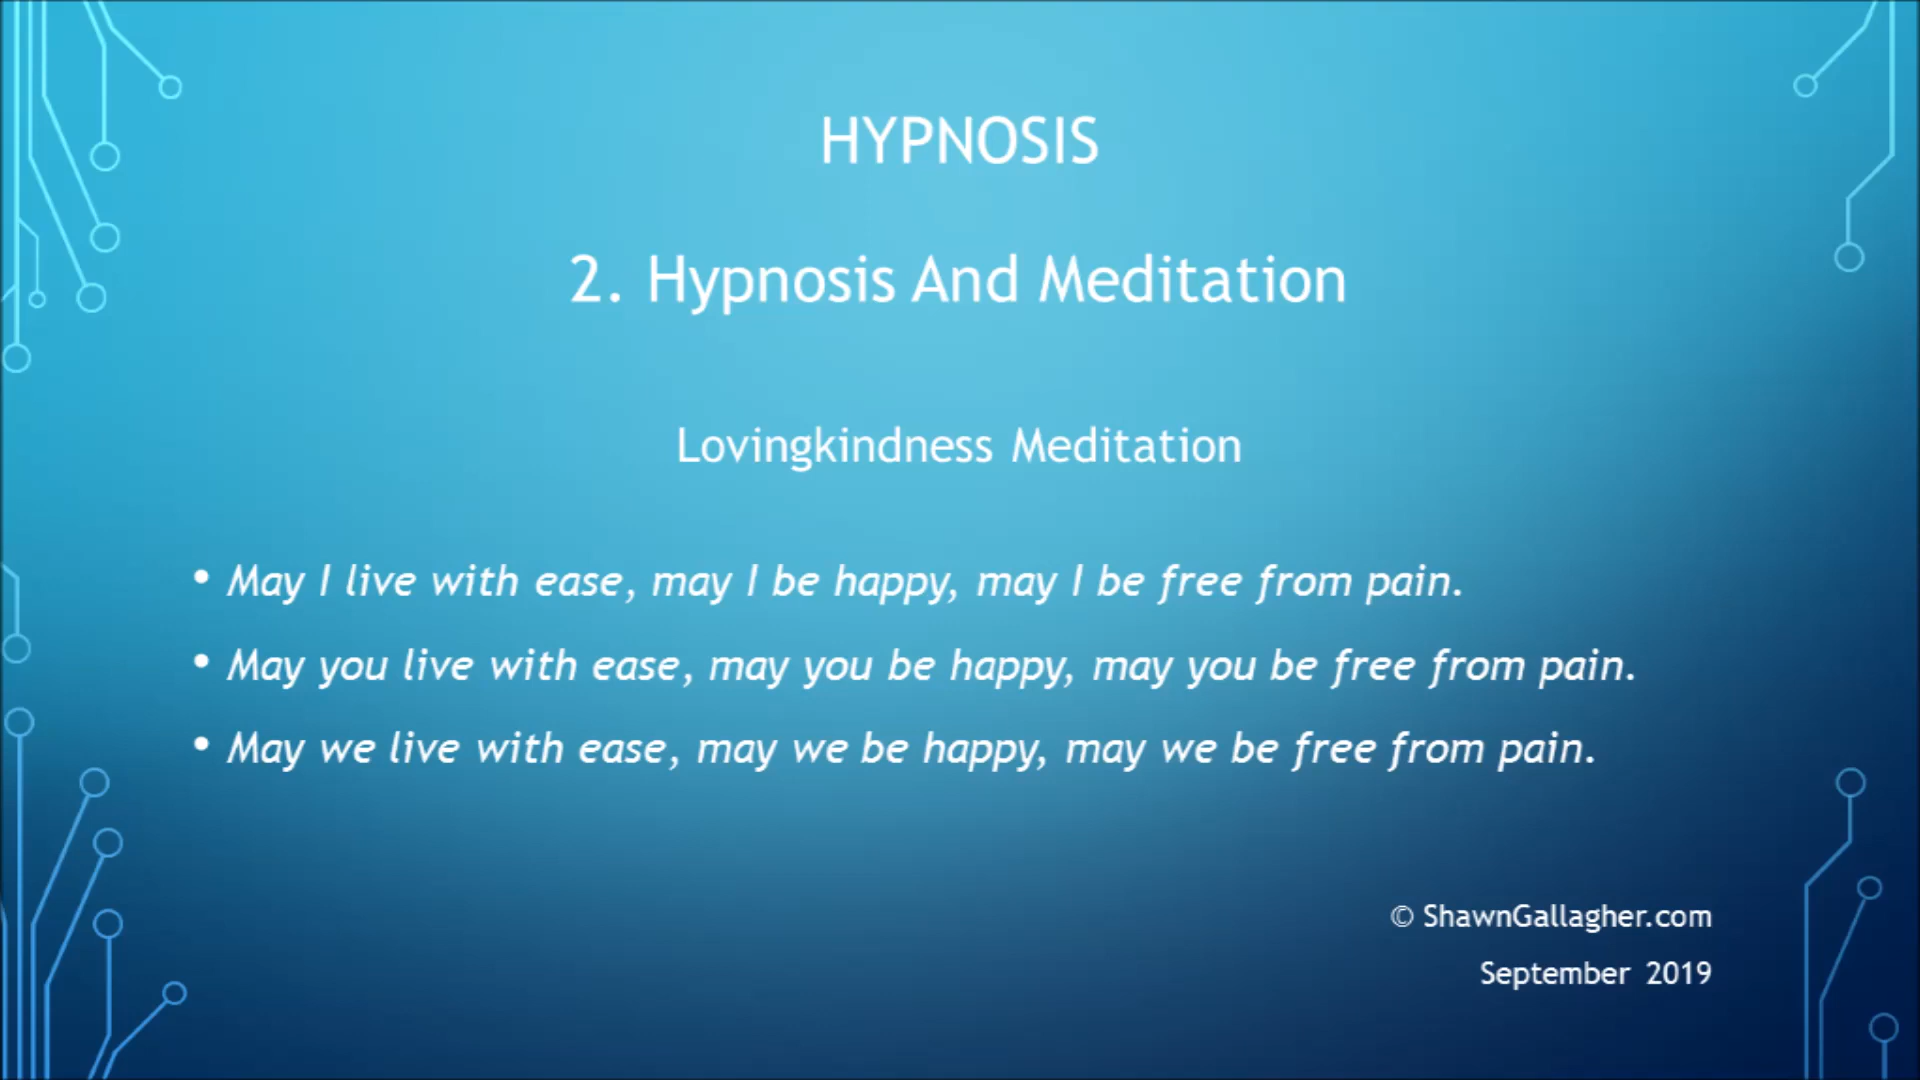 HYPNOSIS
2. Hypnosis And Meditation
Lovingkindness Meditation
• May I live with ease, may I be happy, may I be free from pain.
• May you live with ease, may you be happy, may you be free from pain.
• May we live with ease, may we be happy, may we be free from pain.
© ShawnGallagher.com
September 2019